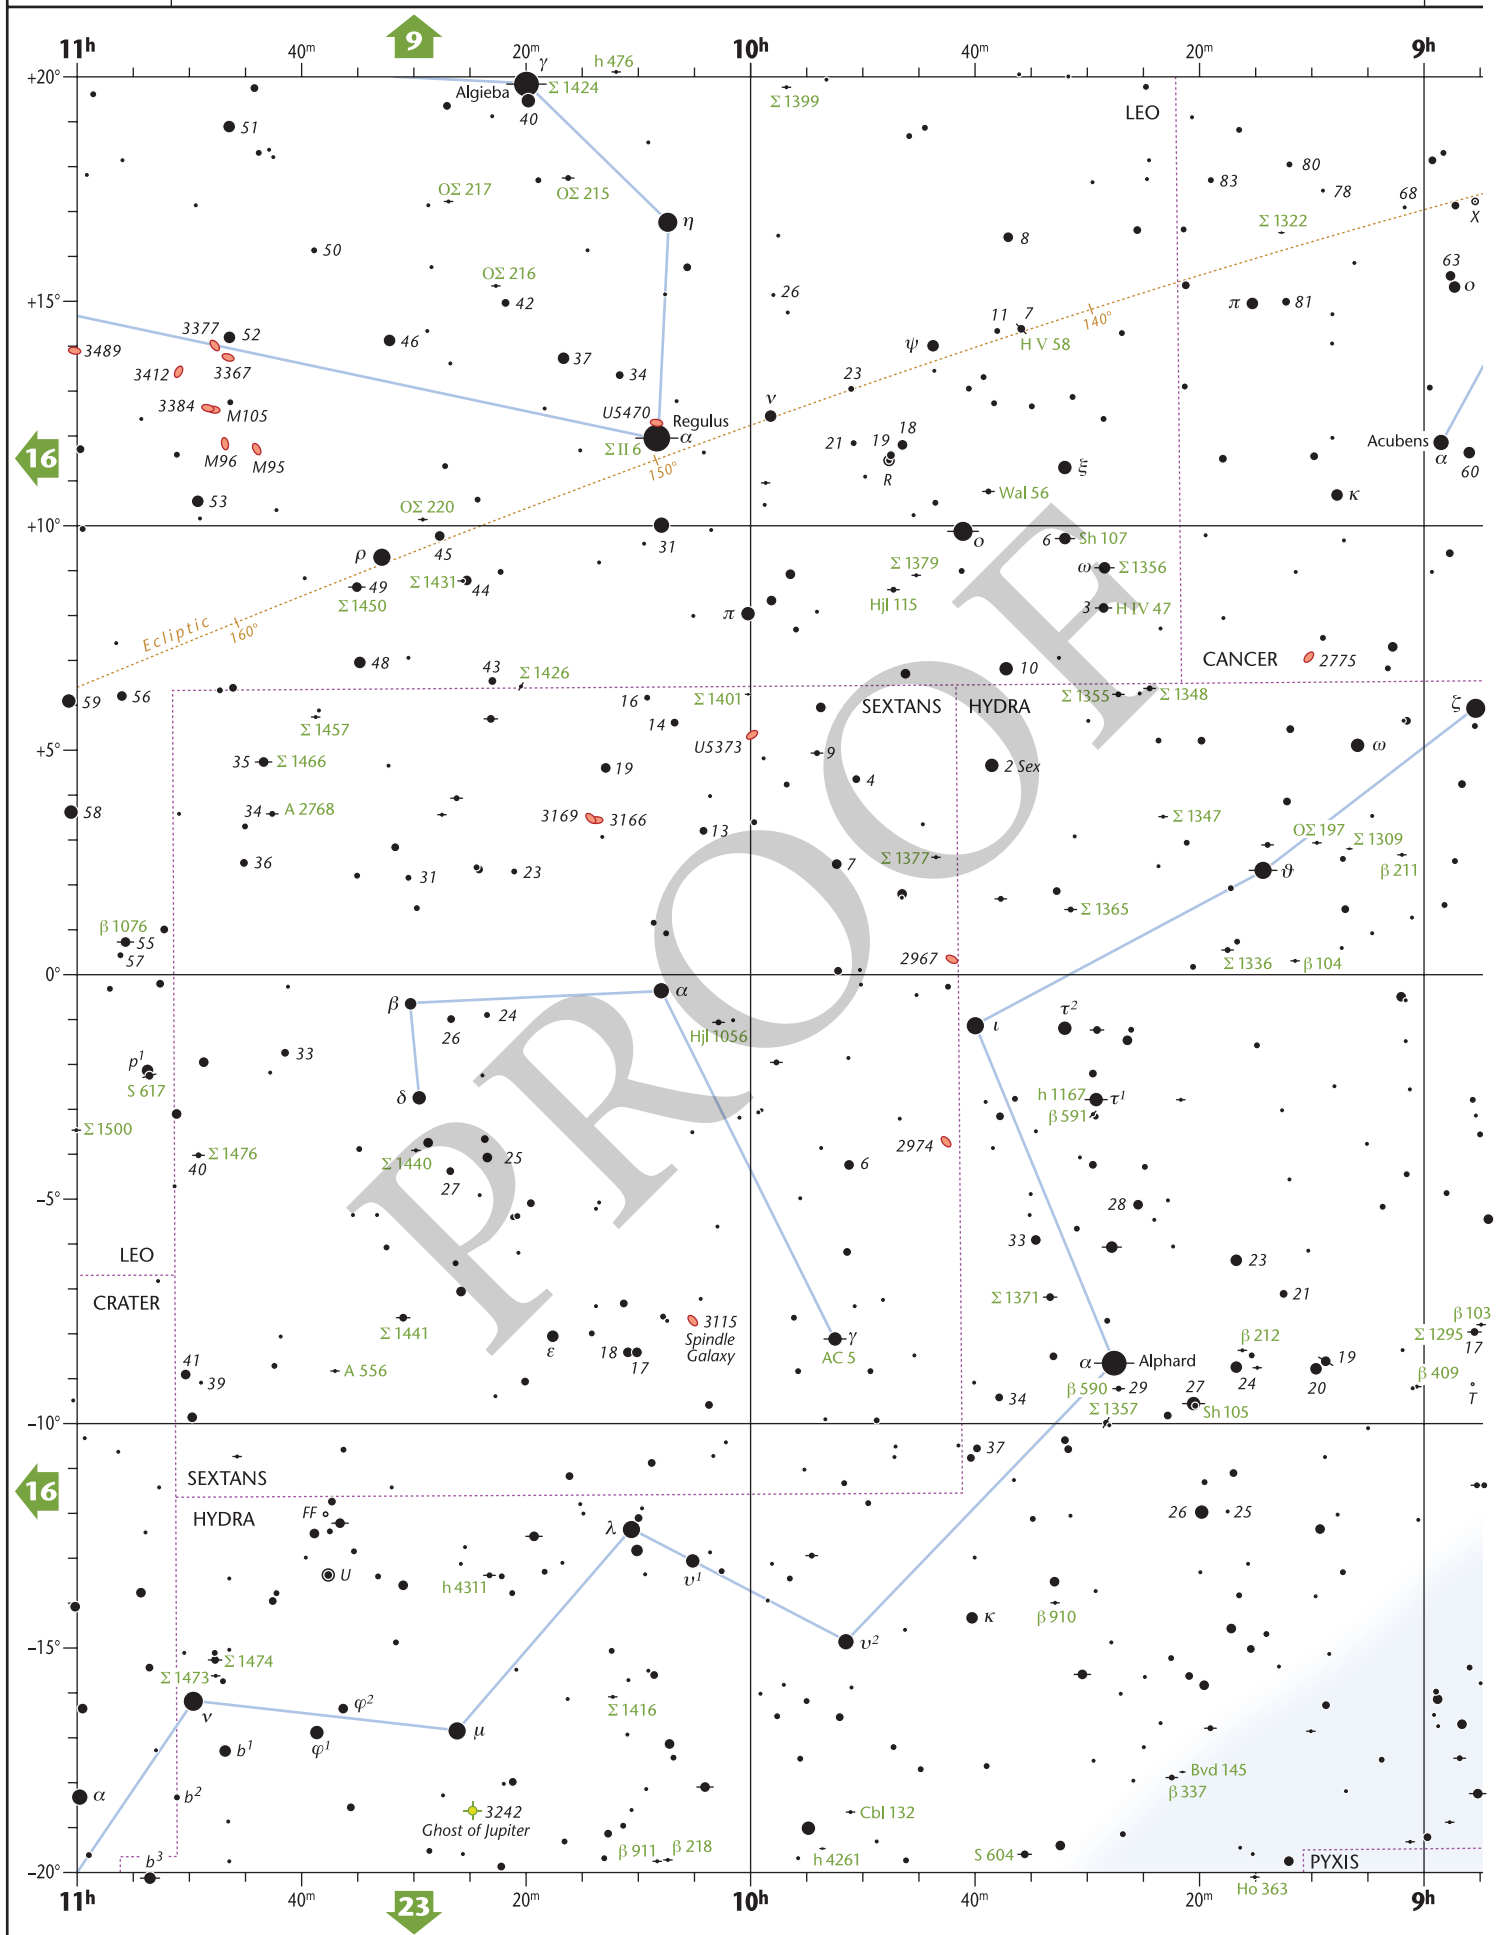 9
11h
40m
20m
10h
40m
20m
9h
+20°
γ
h 476
Algieba
Σ 1424
40
Σ 1399
LEO
51
80
83
78
68
X
OΣ 217
OΣ 215
η
Σ 1322
50
8
OΣ 216
42
26
63
ο
+15°
π
81
140°
3377
52
11
7
H V 58
3489
46
ψ
3412
3367
37
34
23
3384
M105
U5470
Regulus
ν
α
Σ II 6
M96
M95
150°
21
19
18
R
ξ
Acubens
α
60
16
53
Wal 56
κ
OΣ 220
+10°
31
ο
6
Sh 107
ρ
45
Σ 1379
ω
Σ 1356
49
Σ 1431
44
Hjl 115
Σ 1450
3
H IV 47
π
Ecliptic
160°
48
43
Σ 1426
10
CANCER
2775
59
56
16
Σ 1401
SEXTANS
HYDRA
Σ 1355
Σ 1348
ζ
Σ 1457
14
U5373
+5°
35
Σ 1466
19
9
2 Sex
ω
4
58
34
A 2768
3169
3166
13
Σ 1347
OΣ 197
Σ 1309
36
31
23
7
Σ 1377
β 211
ϑ
Σ 1365
β 1076
55
57
2967
Σ 1336
β 104
0°
β
α
26
24
Hjl 1056
ι
τ2
33
p1
S 617
δ
h 1167
τ1
β 591
Σ 1500
Σ 1476
40
Σ 1440
25
27
2974
6
−5°
28
LEO
33
23
CRATER
21
Σ 1371
Σ 1441
3115
Spindle
Galaxy
β 103
Σ 1295
17
ε
18
17
γ
AC 5
β 212
41
39
A 556
α
Alphard
24
20
19
β 409
β 590
29
27
T
34
Σ 1357
Sh 105
−10°
37
16
SEXTANS
HYDRA
FF
λ
26
25
U
h 4311
υ1
β 910
κ
υ2
−15°
Σ 1474
Σ 1473
ν
φ2
φ1
μ
Σ 1416
b1
α
b2
3242
Ghost of Jupiter
Bvd 145
β 337
Cbl 132
b3
β 911
β 218
h 4261
S 604
PYXIS
−20°
Ho 363
11h
40m
20m
10h
40m
20m
9h
23
PROOF